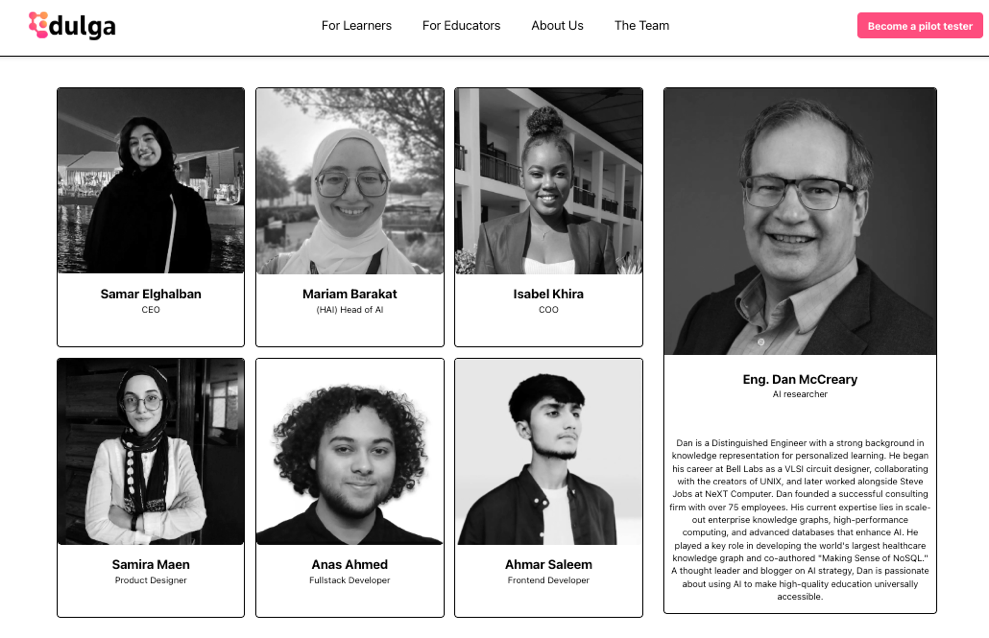 Edulga
For Learners
For Educators
About Us
The Team
Become a pilot tester
Samar Elghalban
CEO
Mariam Barakat
(HAI) Head of AI
Isabel Khira
COO
Samira Maen
Product Designer
Anas Ahmed
Fullstack Developer
Ahmar Saleem
Frontend Developer
Eng. Dan McCreary
AI researcher
Dan is a Distinguished Engineer with a strong background in
knowledge representation for personalized learning. He began
his career at Bell Labs as a VLSI circuit designer, collaborating
with the creators of UNIX, and later worked alongside Steve
Jobs at NeXT Computer. Dan founded a successful consulting
firm with over 75 employees. His current expertise lies in scale-
out enterprise knowledge graphs, high-performance
computing, and advanced databases that enhance AI. He
played a key role in developing the world's largest healthcare
knowledge graph and co-authored "Making Sense of NoSQL."
A thought leader and blogger on AI strategy, Dan is passionate
about using AI to make high-quality education universally
accessible.